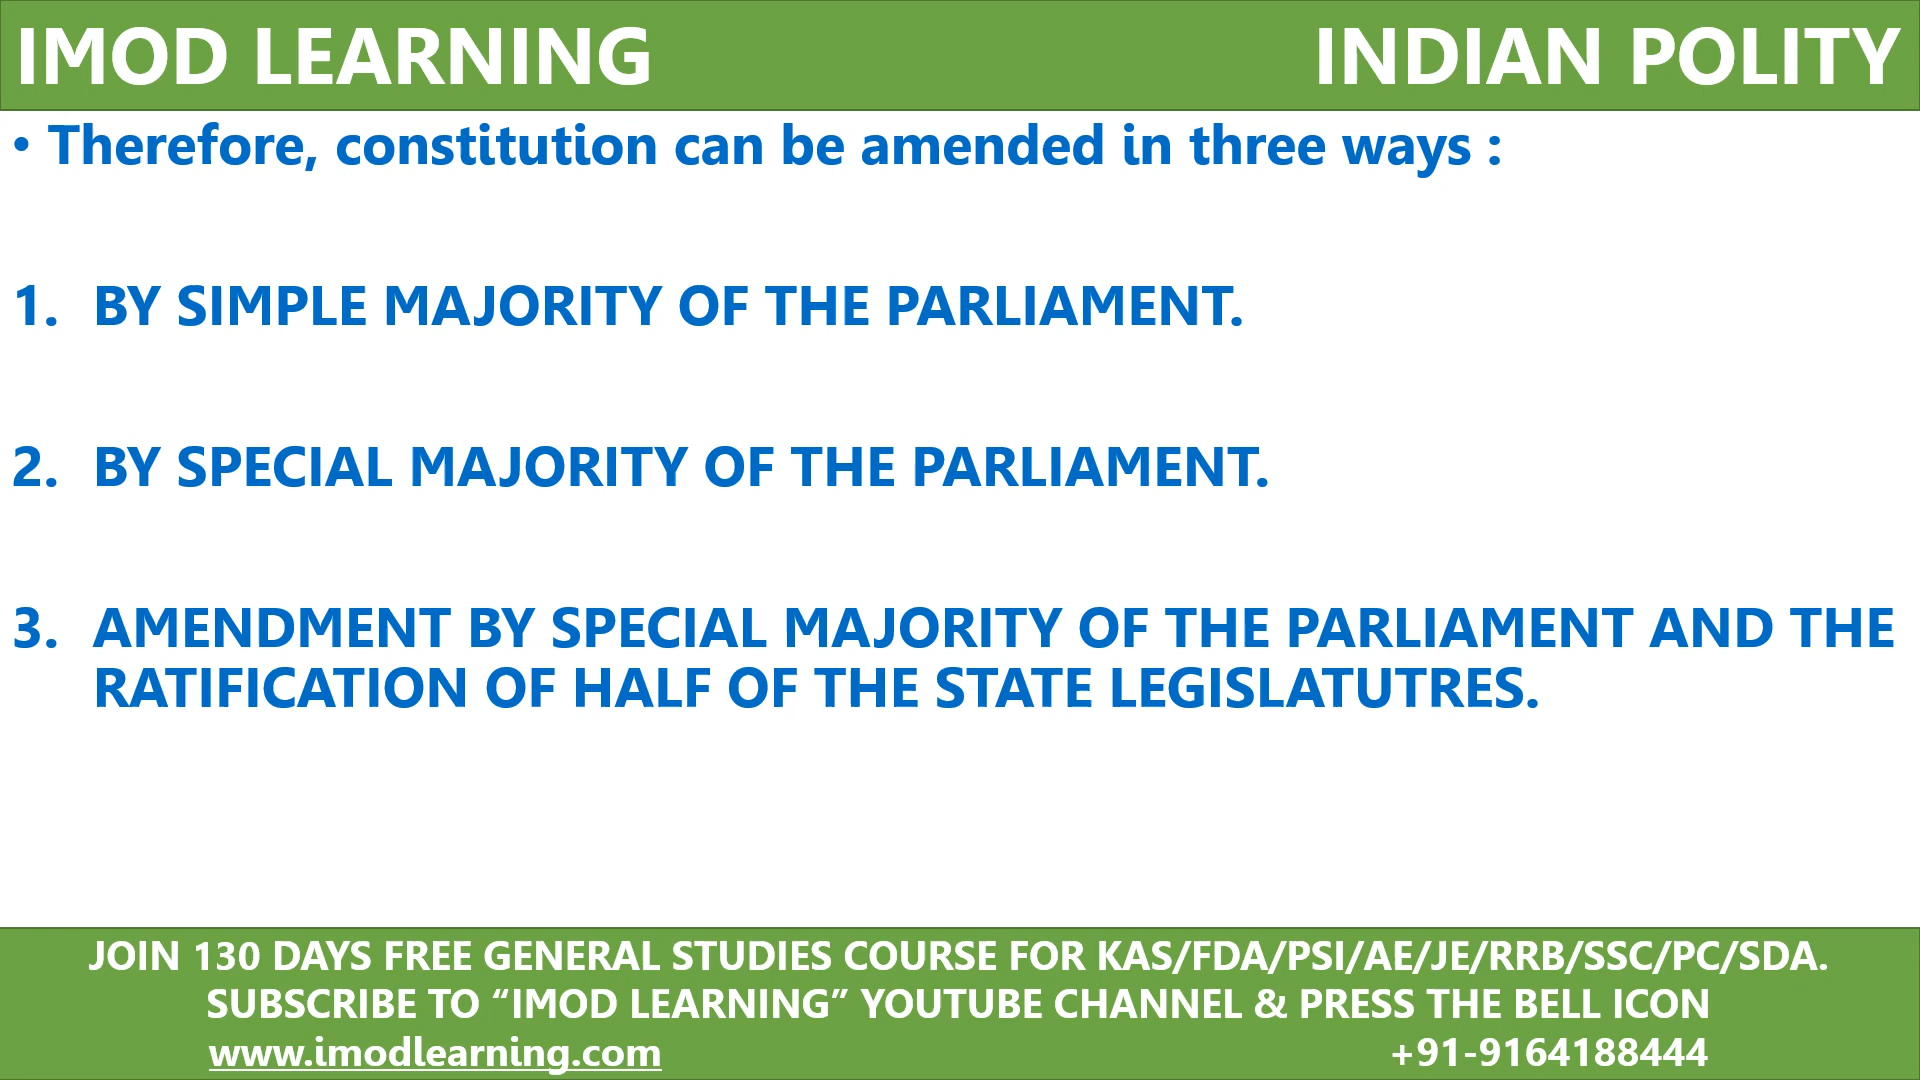 IMOD LEARNING INDIAN POLITY
• Therefore, constitution can be amended in three ways :
1. BY SIMPLE MAJORITY OF THE PARLIAMENT.
2. BY SPECIAL MAJORITY OF THE PARLIAMENT.
3. AMENDMENT BY SPECIAL MAJORITY OF THE PARLIAMENT AND THE
RATIFICATION OF HALF OF THE STATE LEGISLATUTRES.
JOIN 130 DAYS FREE GENERAL STUDIES COURSE FOR KAS/FDA/PSI/AE/JE/RRB/SSC/PC/SDA.
SUBSCRIBE TO “IMOD LEARNING” YOUTUBE CHANNEL & PRESS THE BELL ICON
www.imodlearning.com +91-9164188444